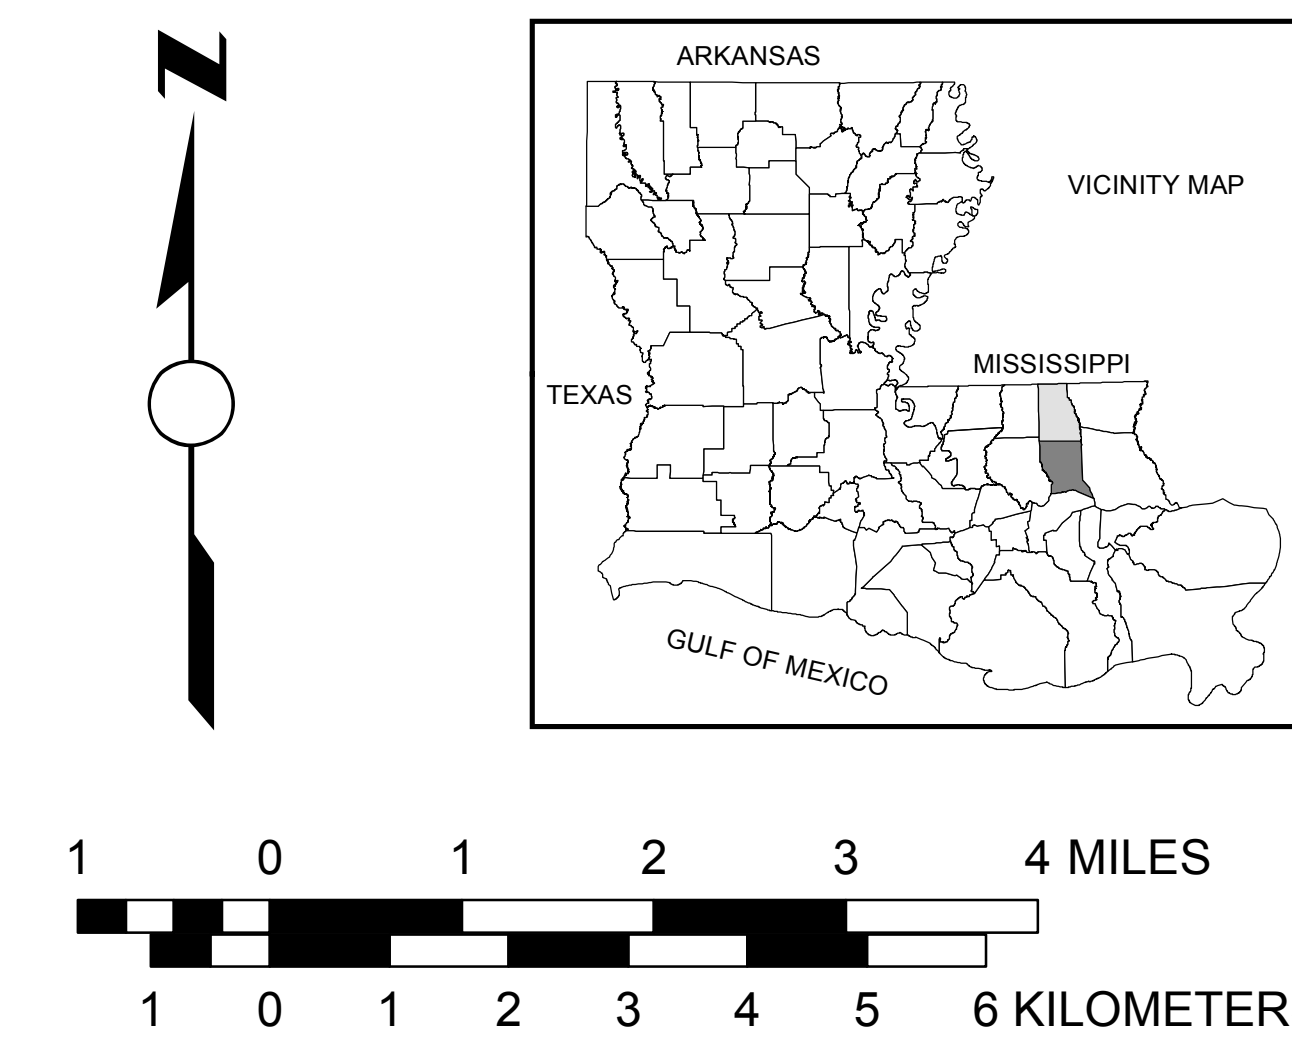 N
ARKANSAS
VICINITY MAP
MISSISSIPPI
TEXAS
GULF OF MEXICO
1 0 1 2 3 4 MILES
1 0 1 2 3 4 5 6 KILOMETER